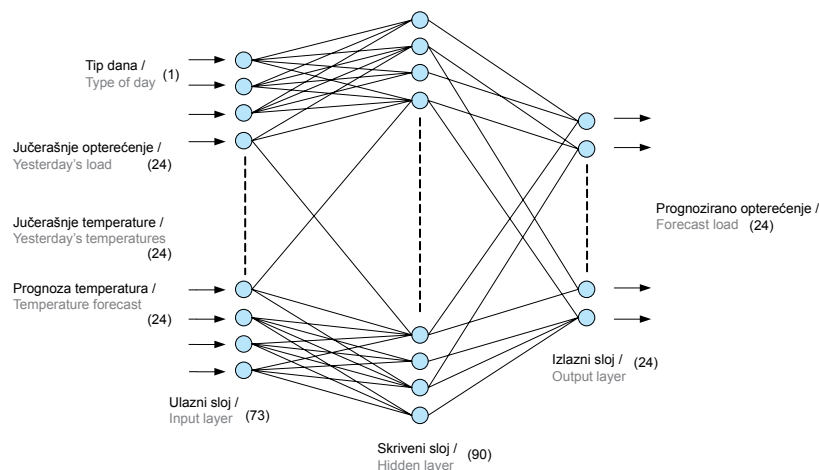 Tip dana /
Type of day
(1)
Jučerašnje opterećenje /
Yesterday's load
(24)
Jučerašnje temperature /
Yesterday's temperatures
(24)
Prognoza temperatura /
Temperature forecast
(24)
Ulazni sloj /
Input layer
(73)
Skriveni sloj /
Hidden layer
(90)
Izlazni sloj /
Output layer
(24)
Prognozirano opterećenje /
Forecast load
(24)